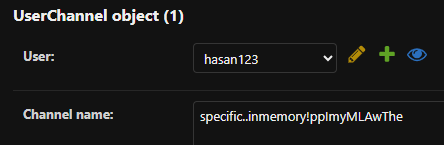 UserChannel object (1)
User:
hasan123
Channel name:
specific..inmemory!ppImyMLAwThe